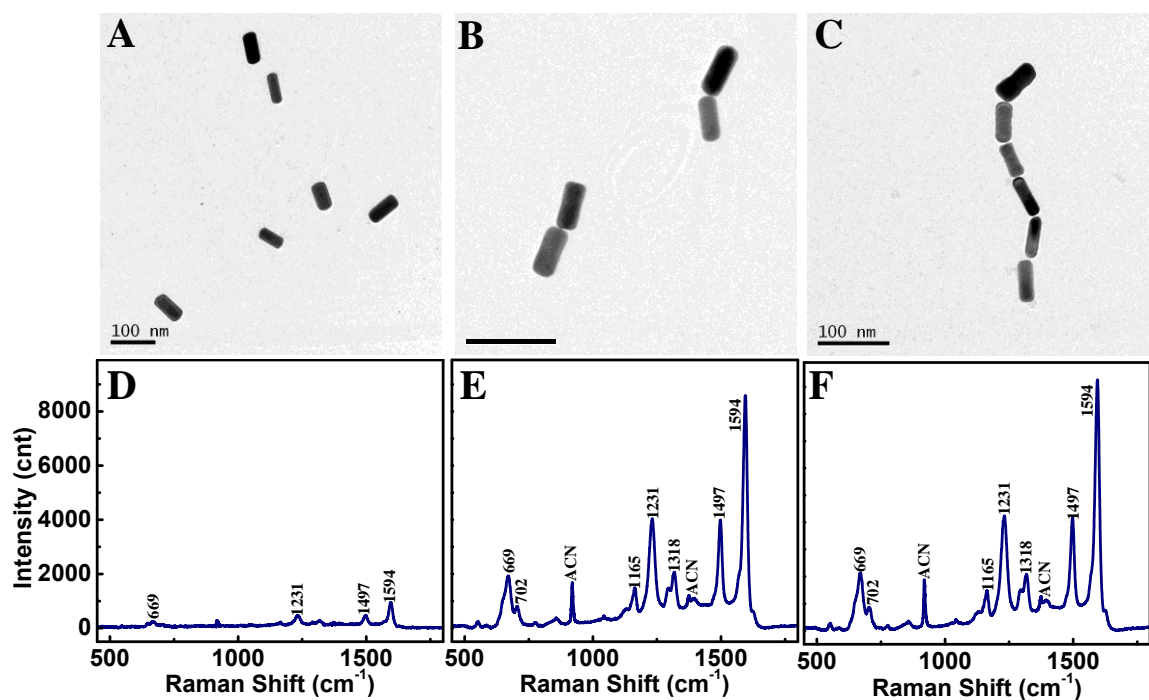 A
B
C
100 nm
100 nm
D
E
F
Intensity (cnt)
8000
6000
4000
2000
0
669
1231
1497
1594
669
702
ACN
1165
1231
1318
ACN
1497
1594
669
702
ACN
1165
1231
1318
ACN
1497
1594
500 1000 1500
500 1000 1500
500 1000 1500
Raman Shift (cm⁻¹)
Raman Shift (cm⁻¹)
Raman Shift (cm⁻¹)